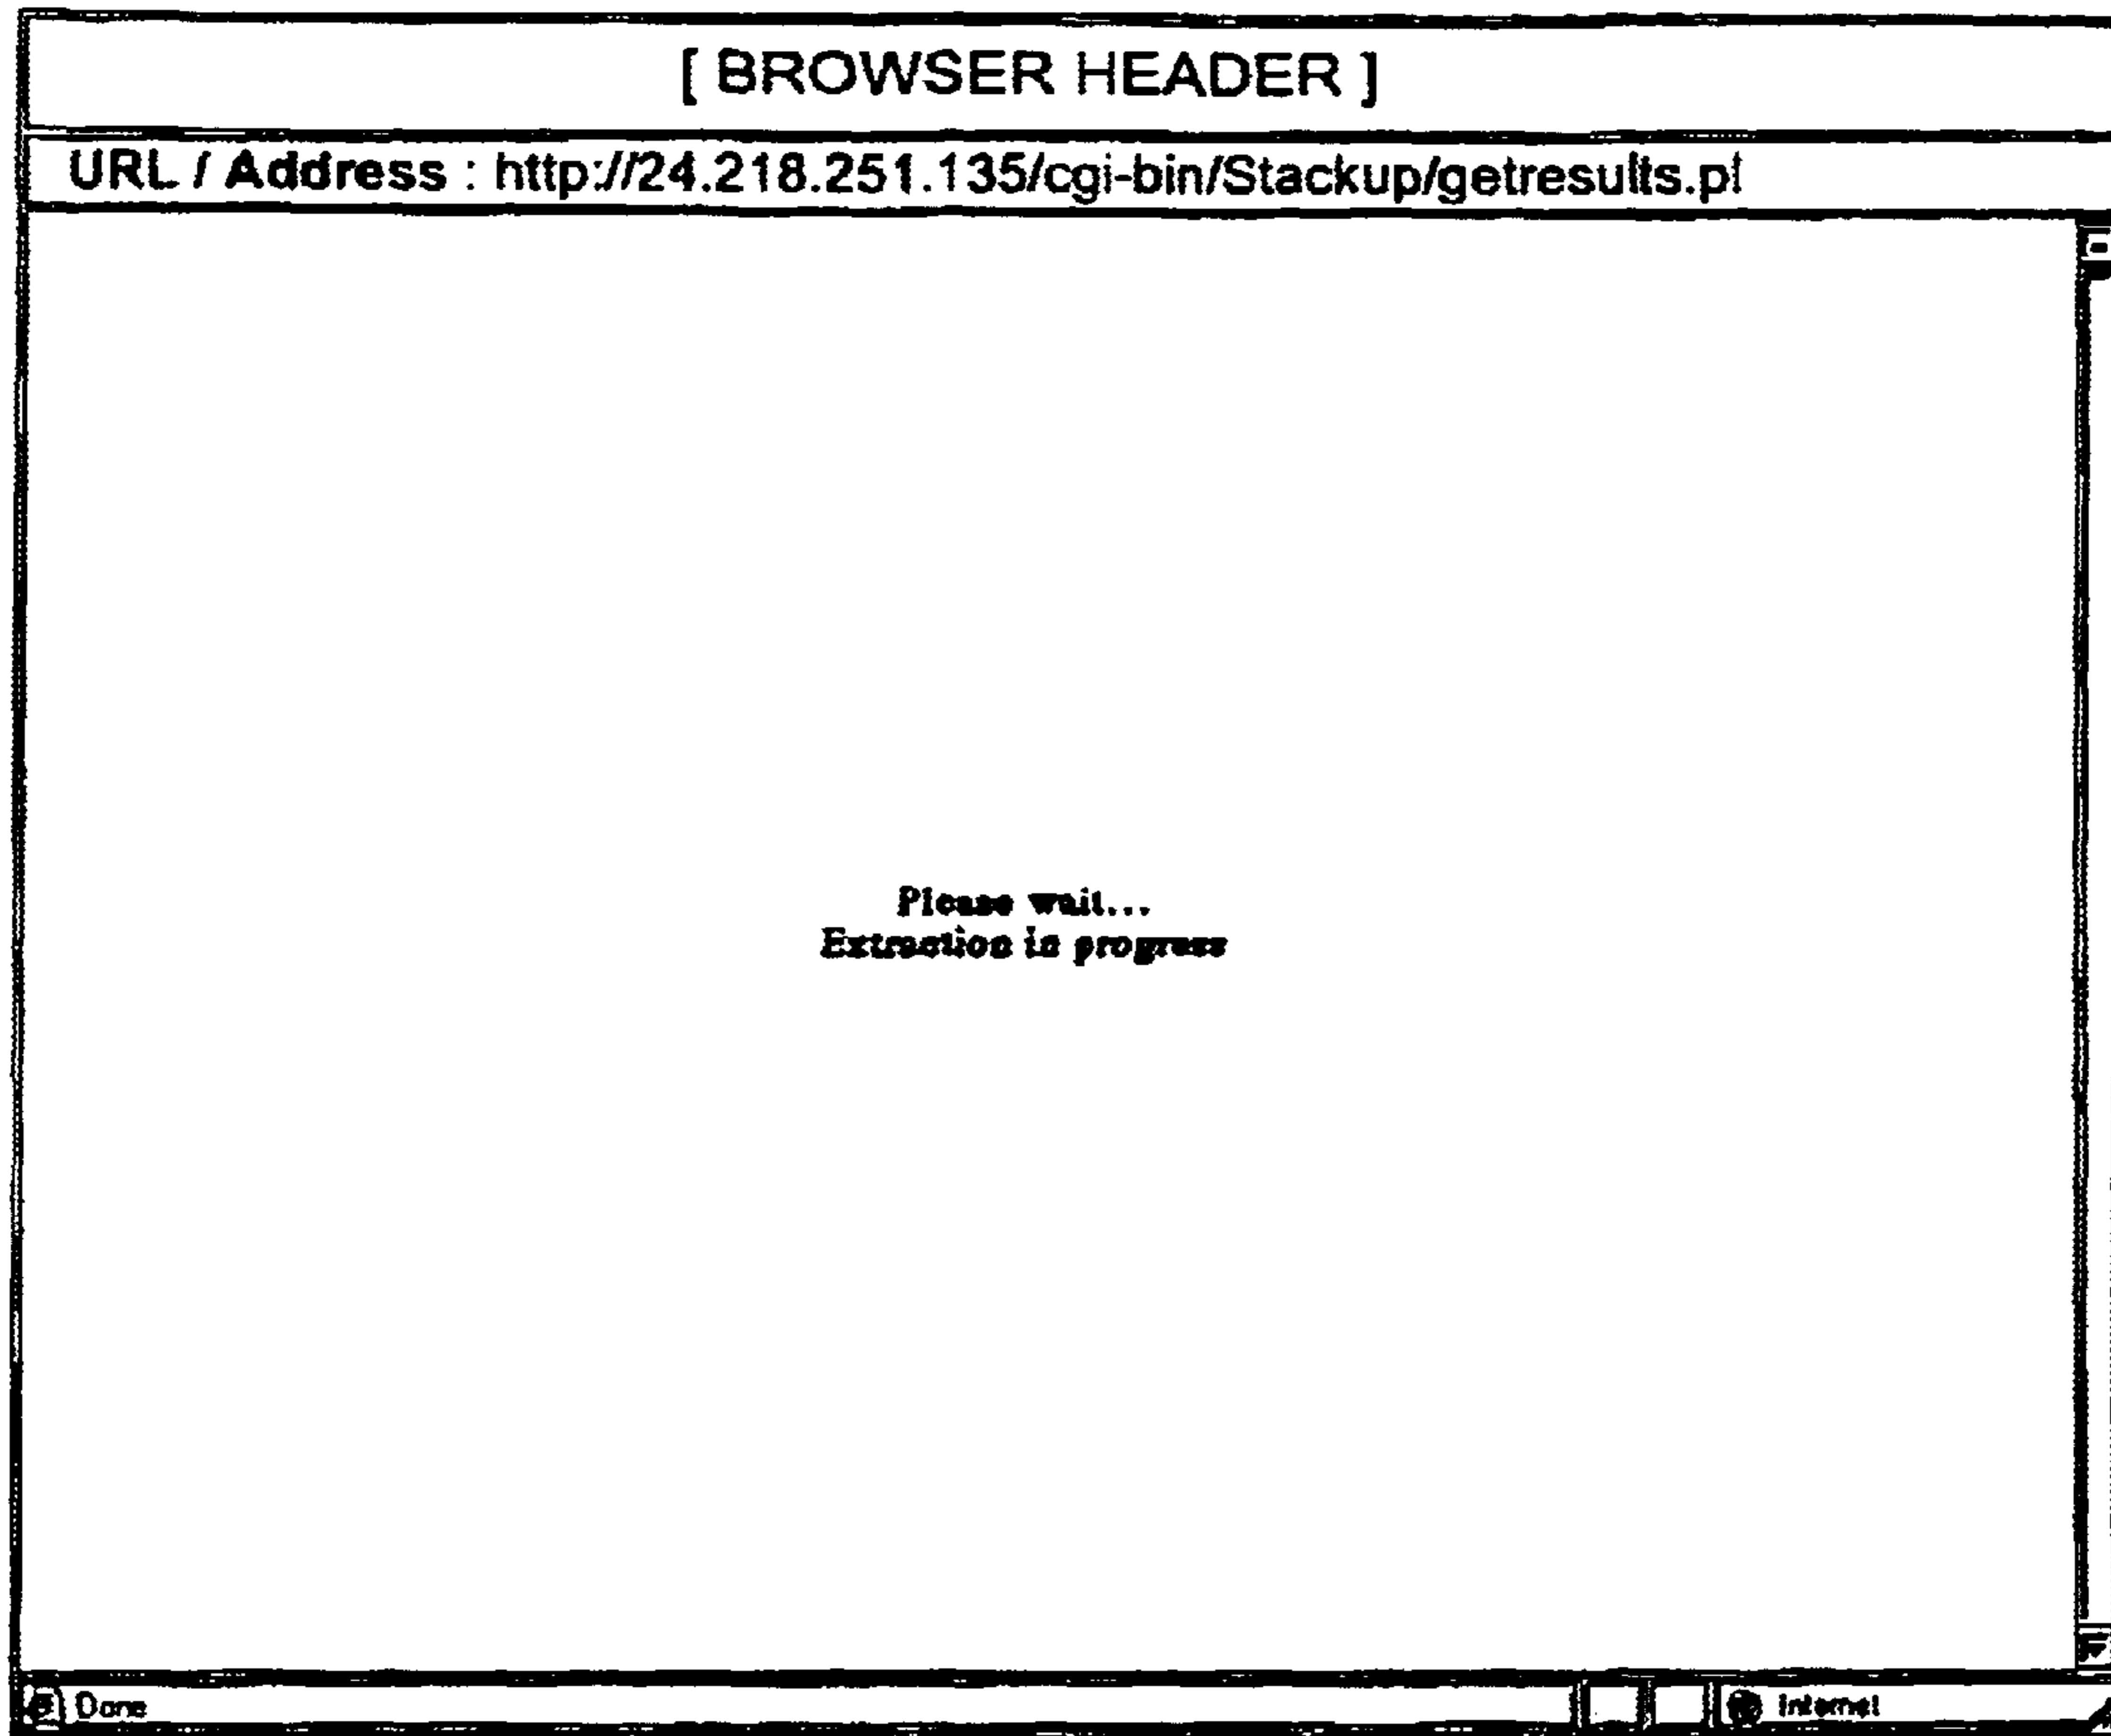 [ BROWSER HEADER ]
URL / Address : http://24.218.251.135/cgi-bin/Stackup/getresults.pl
Please wait...
Extraction in progress
Done
Internet